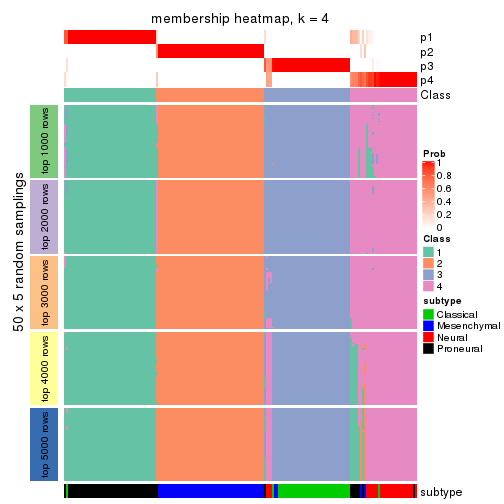 membership heatmap, k = 4
p1
p2
p3
p4
Class
50 x 5 random samplings
top 1000 rows
top 2000 rows
top 3000 rows
top 4000 rows
top 5000 rows
Prob
1
0.8
0.6
0.4
0.2
0
Class
1
2
3
4
subtype
Classical
Mesenchymal
Neural
Proneural
subtype